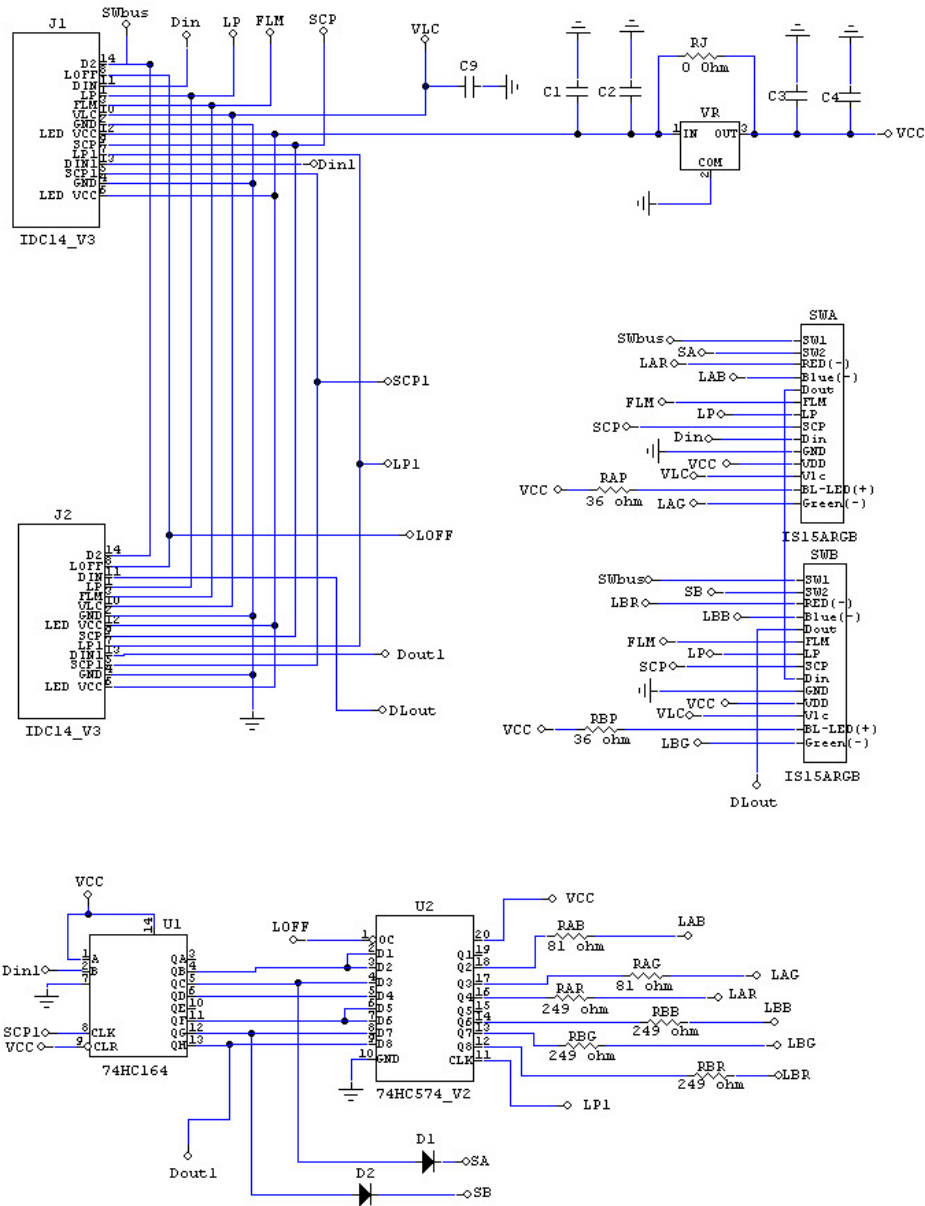 J1
SWbus
Din
LP
FLM
SCP
VLC
D2 14
LOFF 8
DIN 11
LP 1
FLM 3
VLC 10
GND 2
LED VCC 12
SCP 9
LP1 7
DIN1 13
SCP1 5
GND 4
LED VCC 6
IDC14_V3
Din1
C9
C1
C2
RJ
0 Ohm
VR
1 IN OUT 3
COM
2
C3
C4
VCC
SCP1
LP1
LOFF
J2
D2 14
LOFF 8
DIN 11
LP 1
FLM 3
VLC 10
GND 2
LED VCC 12
SCP 9
LP1 7
DIN1 13
SCP1 5
GND 4
LED VCC 6
IDC14_V3
Dout1
DLout
SWA
SWbus SW1
SA SW2
LAR RED(-)
LAB Blue(-)
Dout
FLM FLM
LP LP
SCP SCP
Din Din
GND
VCC VDD
VLC Vlc
VCC RAP 36 ohm BL-LED(+)
LAG Green(-)
IS15ARGB
SWB
SWbus SW1
SB SW2
LBR RED(-)
LBB Blue(-)
Dout
FLM FLM
LP LP
SCP SCP
Din
GND
VCC VDD
VLC Vlc
VCC RBP 36 ohm BL-LED(+)
LBG Green(-)
IS15ARGB
DLout
VCC
14
U1
Din1
SCP1
VCC
1 A
2 B
7
8 CLK
9 CLR
QA 3
QB 4
QC 5
QD 6
QE 10
QF 11
QG 12
QH 13
74HC164
Dout1
LOFF
U2
1 OC
2 D1
3 D2
4 D3
5 D4
6 D5
7 D6
8 D7
9 D8
10 GND
20
Q1 19
Q2 18
Q3 17
Q4 16
Q5 15
Q6 14
Q7 13
Q8 12
CLK 11
74HC574_V2
VCC
RAB
81 ohm
LAB
RAG
81 ohm
LAG
RAR
249 ohm
LAR
RBB
249 ohm
LBB
RBG
249 ohm
LBG
RBR
249 ohm
LBR
LP1
D1
SA
D2
SB